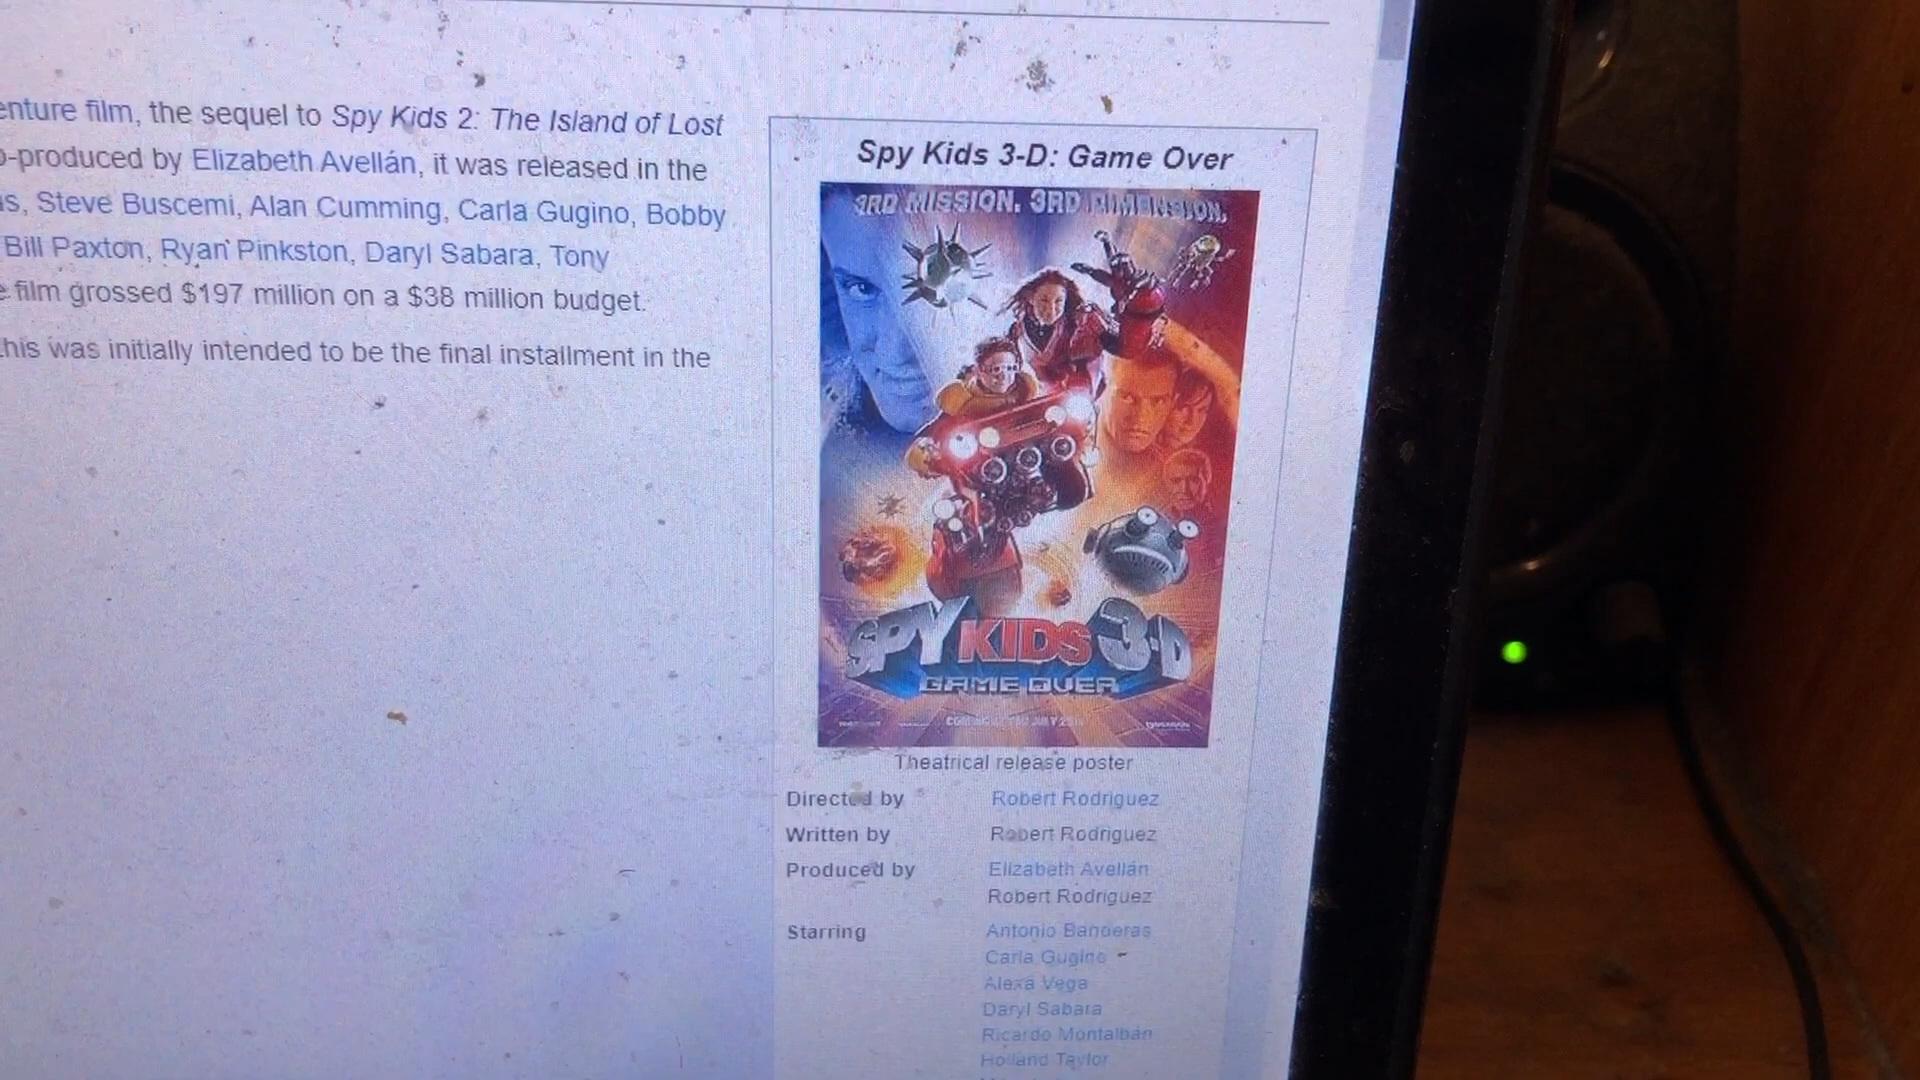 enture film, the sequel to Spy Kids 2: The Island of Lost
o-produced by Elizabeth Avellán, it was released in the
as, Steve Buscemi, Alan Cumming, Carla Gugino, Bobby
Bill Paxton, Ryan Pinkston, Daryl Sabara, Tony
e film grossed $197 million on a $38 million budget.
this was initially intended to be the final installment in the
Spy Kids 3-D: Game Over
3RD MISSION. 3RD DIMENSION.
SPY KIDS 3-D
GAME OVER
Theatrical release poster
Directed by Robert Rodriguez
Written by Robert Rodriguez
Produced by Elizabeth Avellán
Robert Rodriguez
Starring Antonio Banderas
Carla Gugino
Alexa Vega
Daryl Sabara
Ricardo Montalbán
Holland Taylor